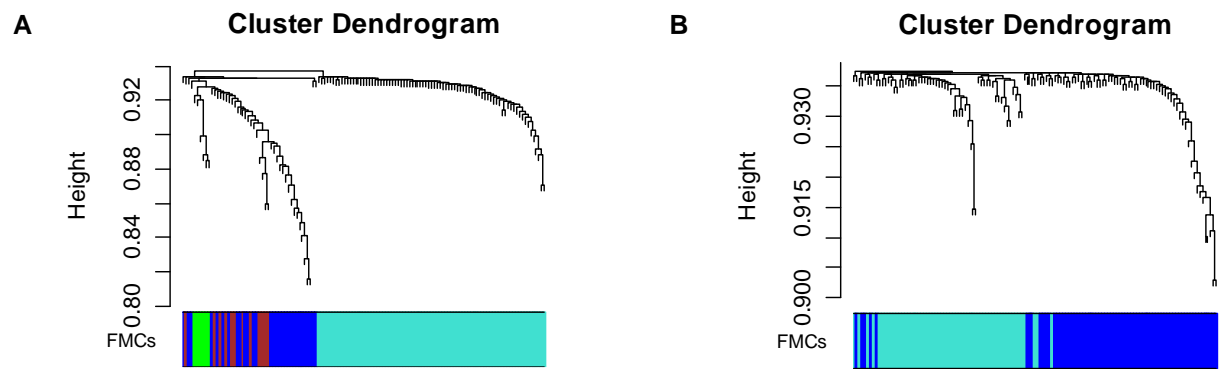 A
Cluster Dendrogram
Height
0.92
0.88
0.84
0.80
FMCs
B
Cluster Dendrogram
Height
0.930
0.915
0.900
FMCs